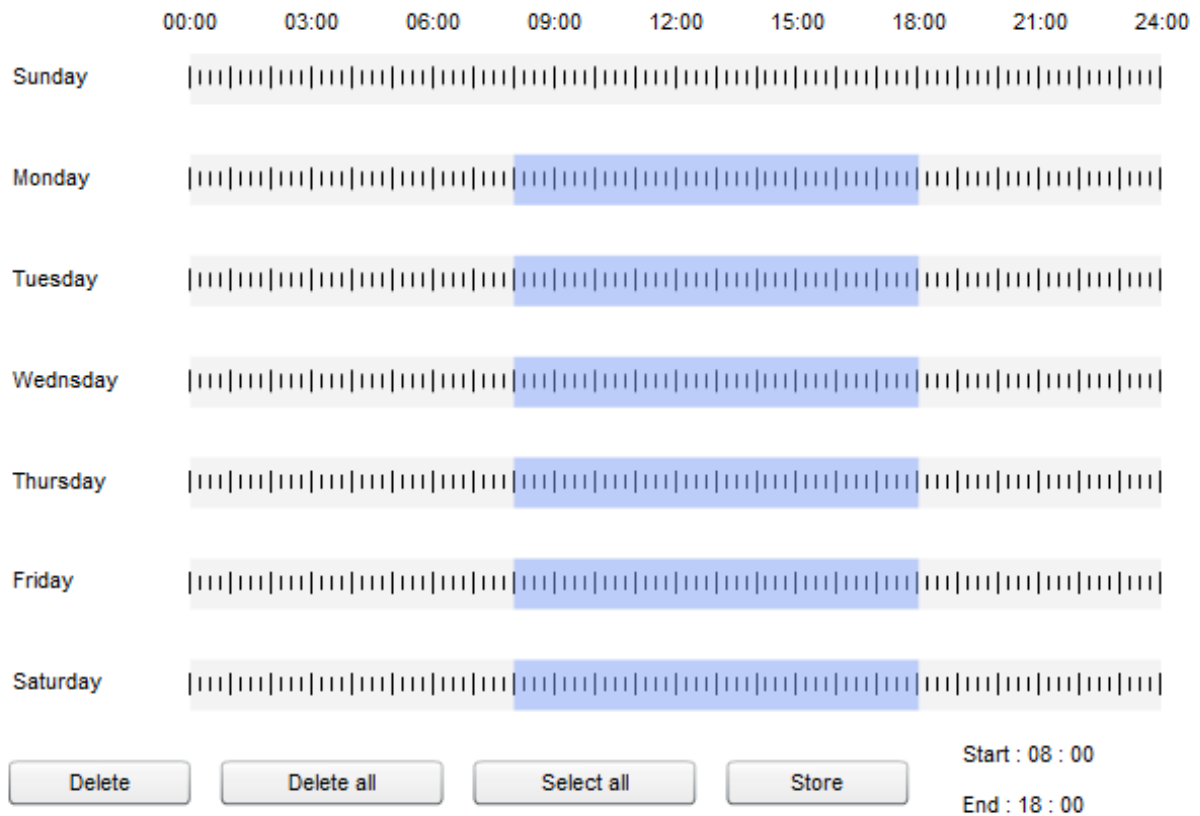 00:00 03:00 06:00 09:00 12:00 15:00 18:00 21:00 24:00
Sunday
Monday
Tuesday
Wednsday
Thursday
Friday
Saturday
Start : 08 : 00
Delete Delete all Select all Store
End : 18 : 00